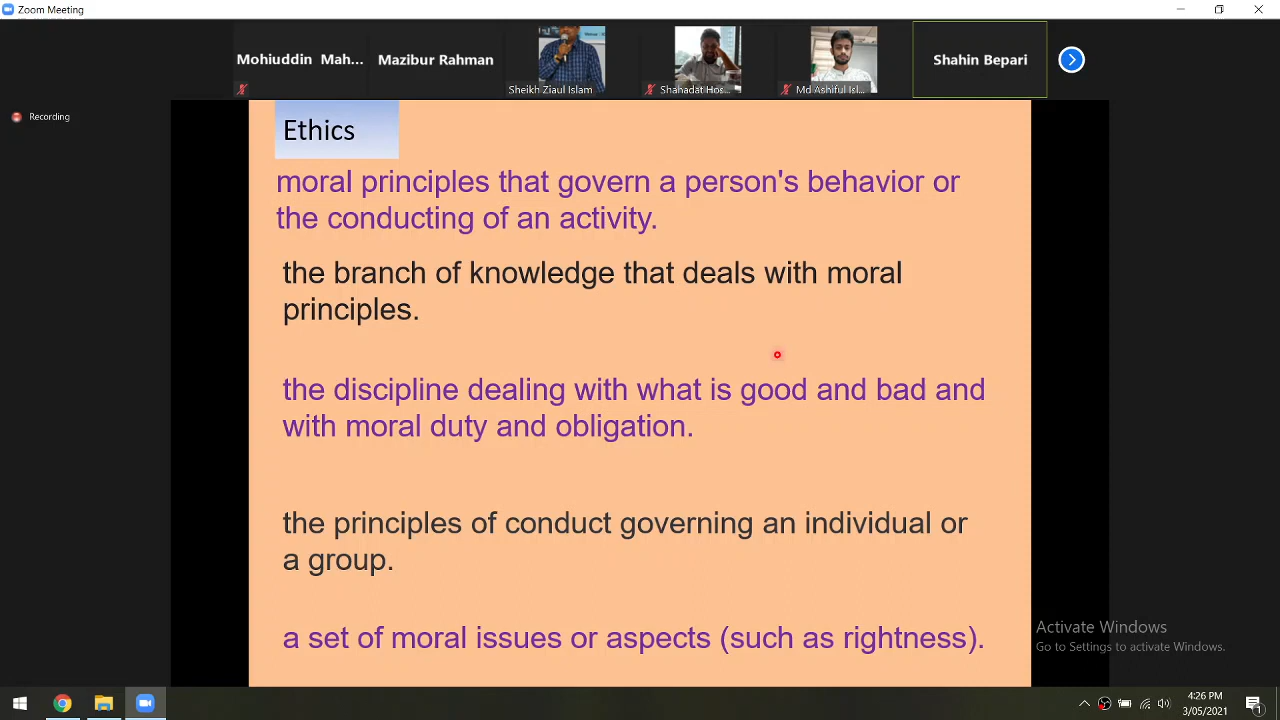 Zoom Meeting
Mohiuddin Mah...
Mazibur Rahman
Sheikh Ziaul Islam
Shahadat Hos...
Md Ashiful Isl...
Shahin Bepari
Recording
Ethics
moral principles that govern a person's behavior or
the conducting of an activity.
the branch of knowledge that deals with moral
principles.
the discipline dealing with what is good and bad and
with moral duty and obligation.
the principles of conduct governing an individual or
a group.
a set of moral issues or aspects (such as rightness).
Activate Windows
Go to Settings to activate Windows.
4:26 PM
3/05/2021
1